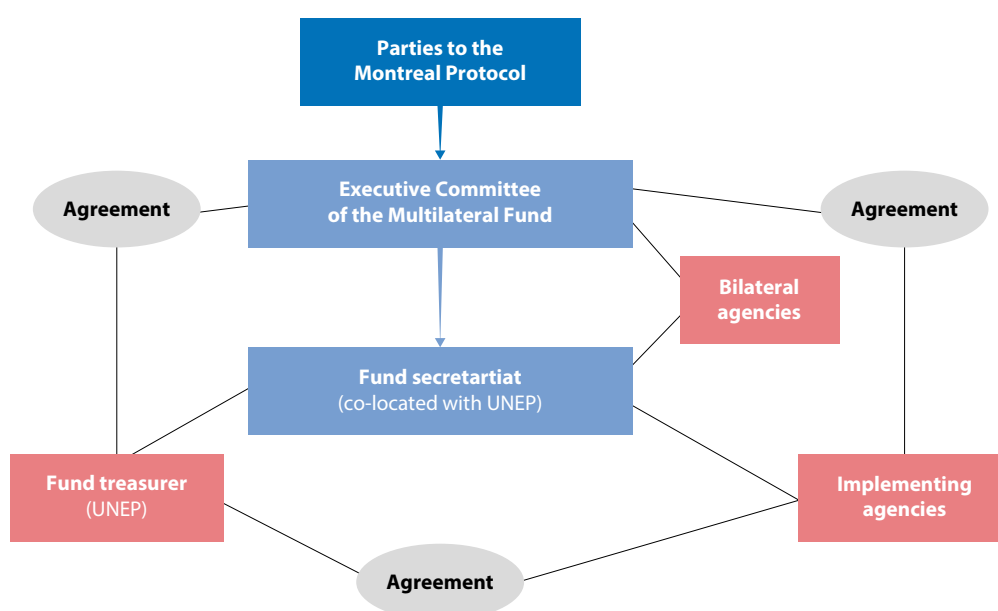 Parties to the
Montreal Protocol
Executive Committee
of the Multilateral Fund
Agreement
Agreement
Bilateral
agencies
Fund secretartiat
(co-located with UNEP)
Fund treasurer
(UNEP)
Implementing
agencies
Agreement